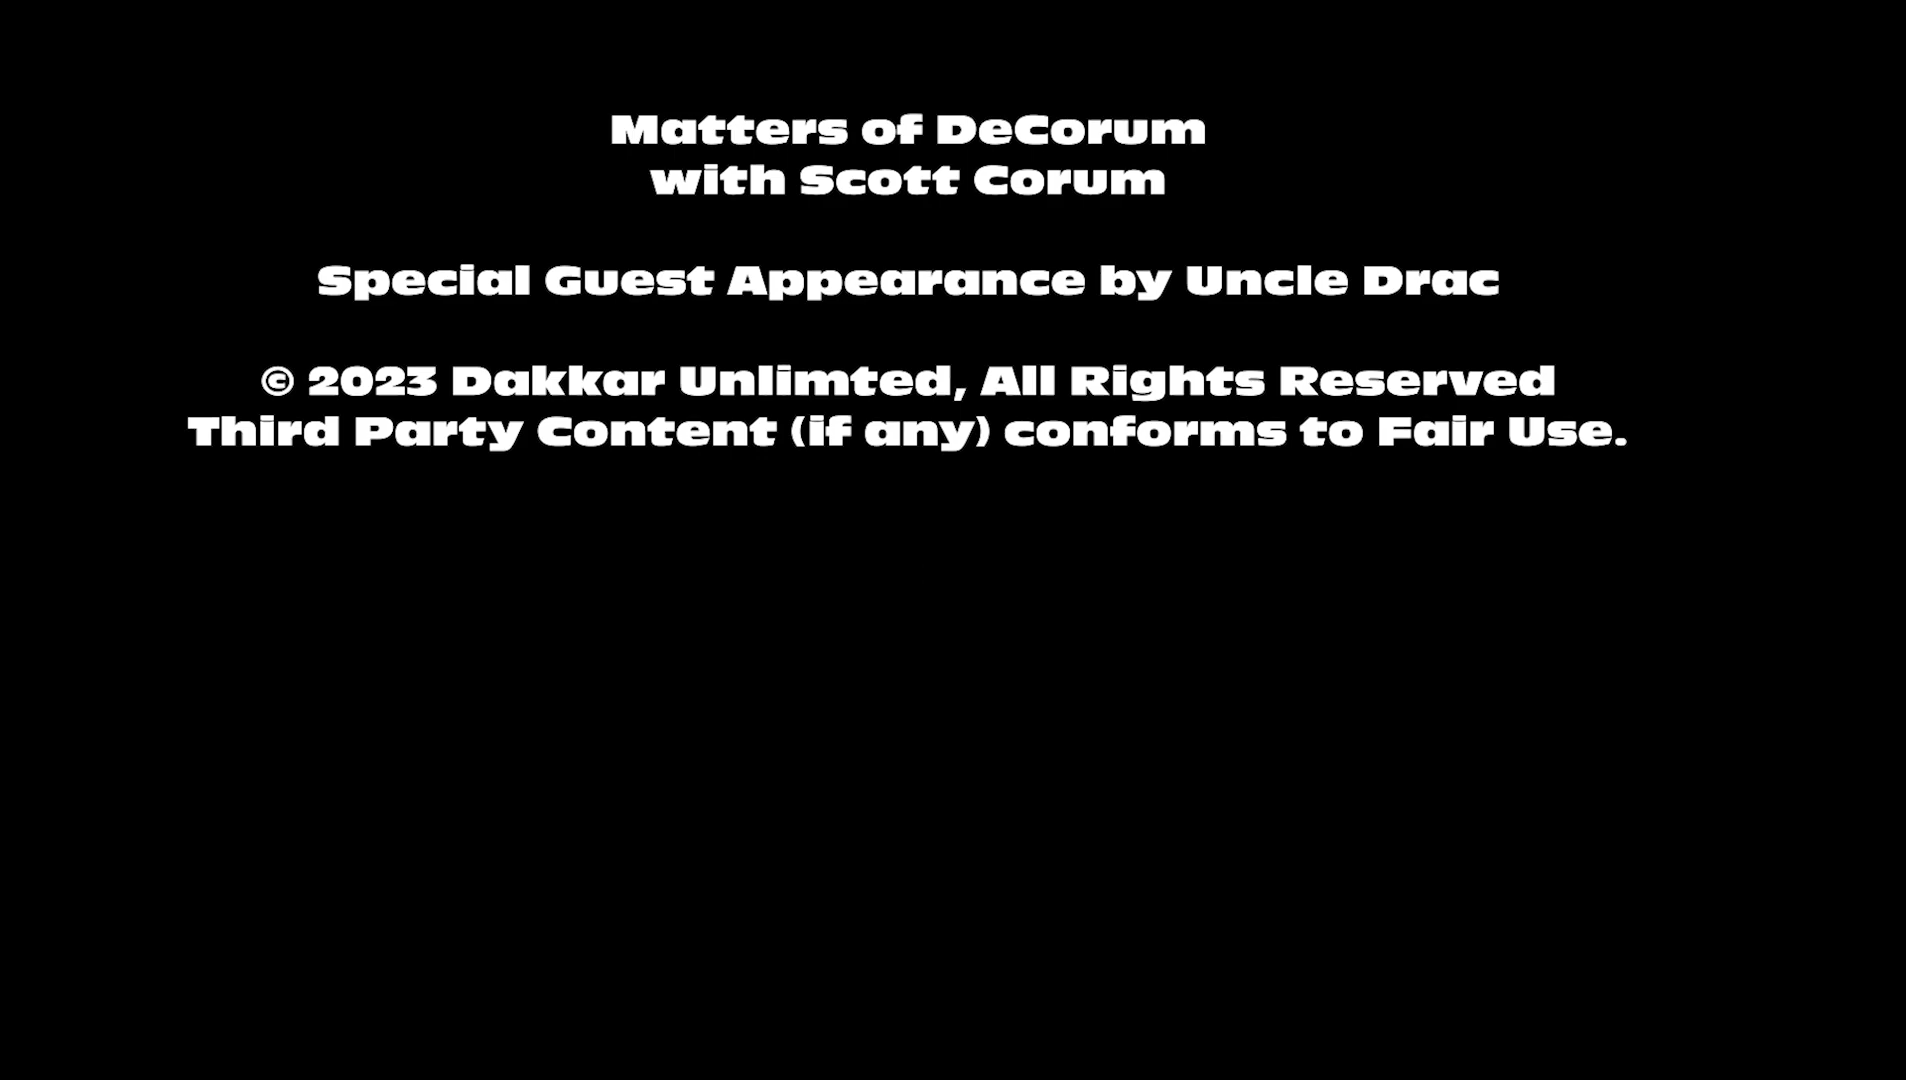 Matters of DeCorum
with Scott Corum
Special Guest Appearance by Uncle Drac
© 2023 Dakkar Unlimted, All Rights Reserved
Third Party Content (if any) conforms to Fair Use.